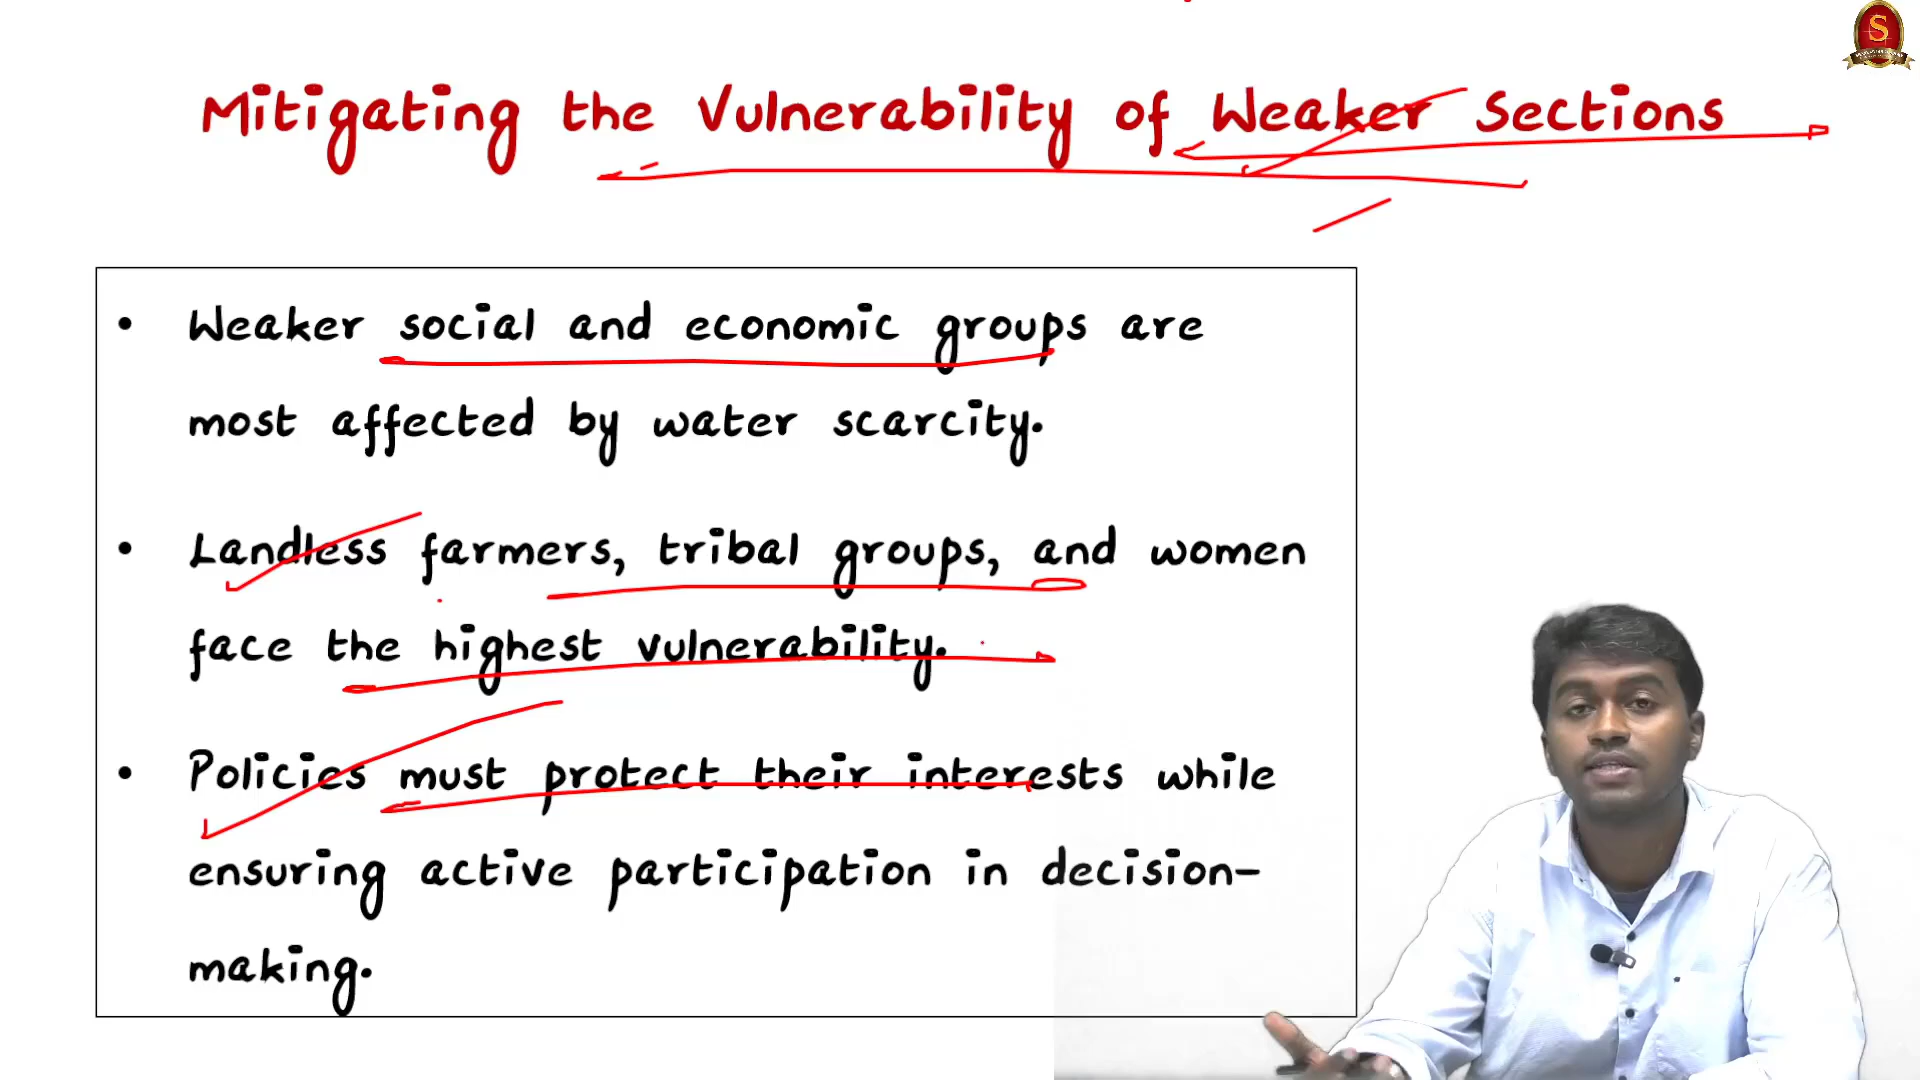 Mitigating the Vulnerability of Weaker Sections
S
• Weaker social and economic groups are
most affected by water scarcity.
• Landless farmers, tribal groups, and women
face the highest vulnerability.
• Policies must protect their interests while
ensuring active participation in decision-
making.